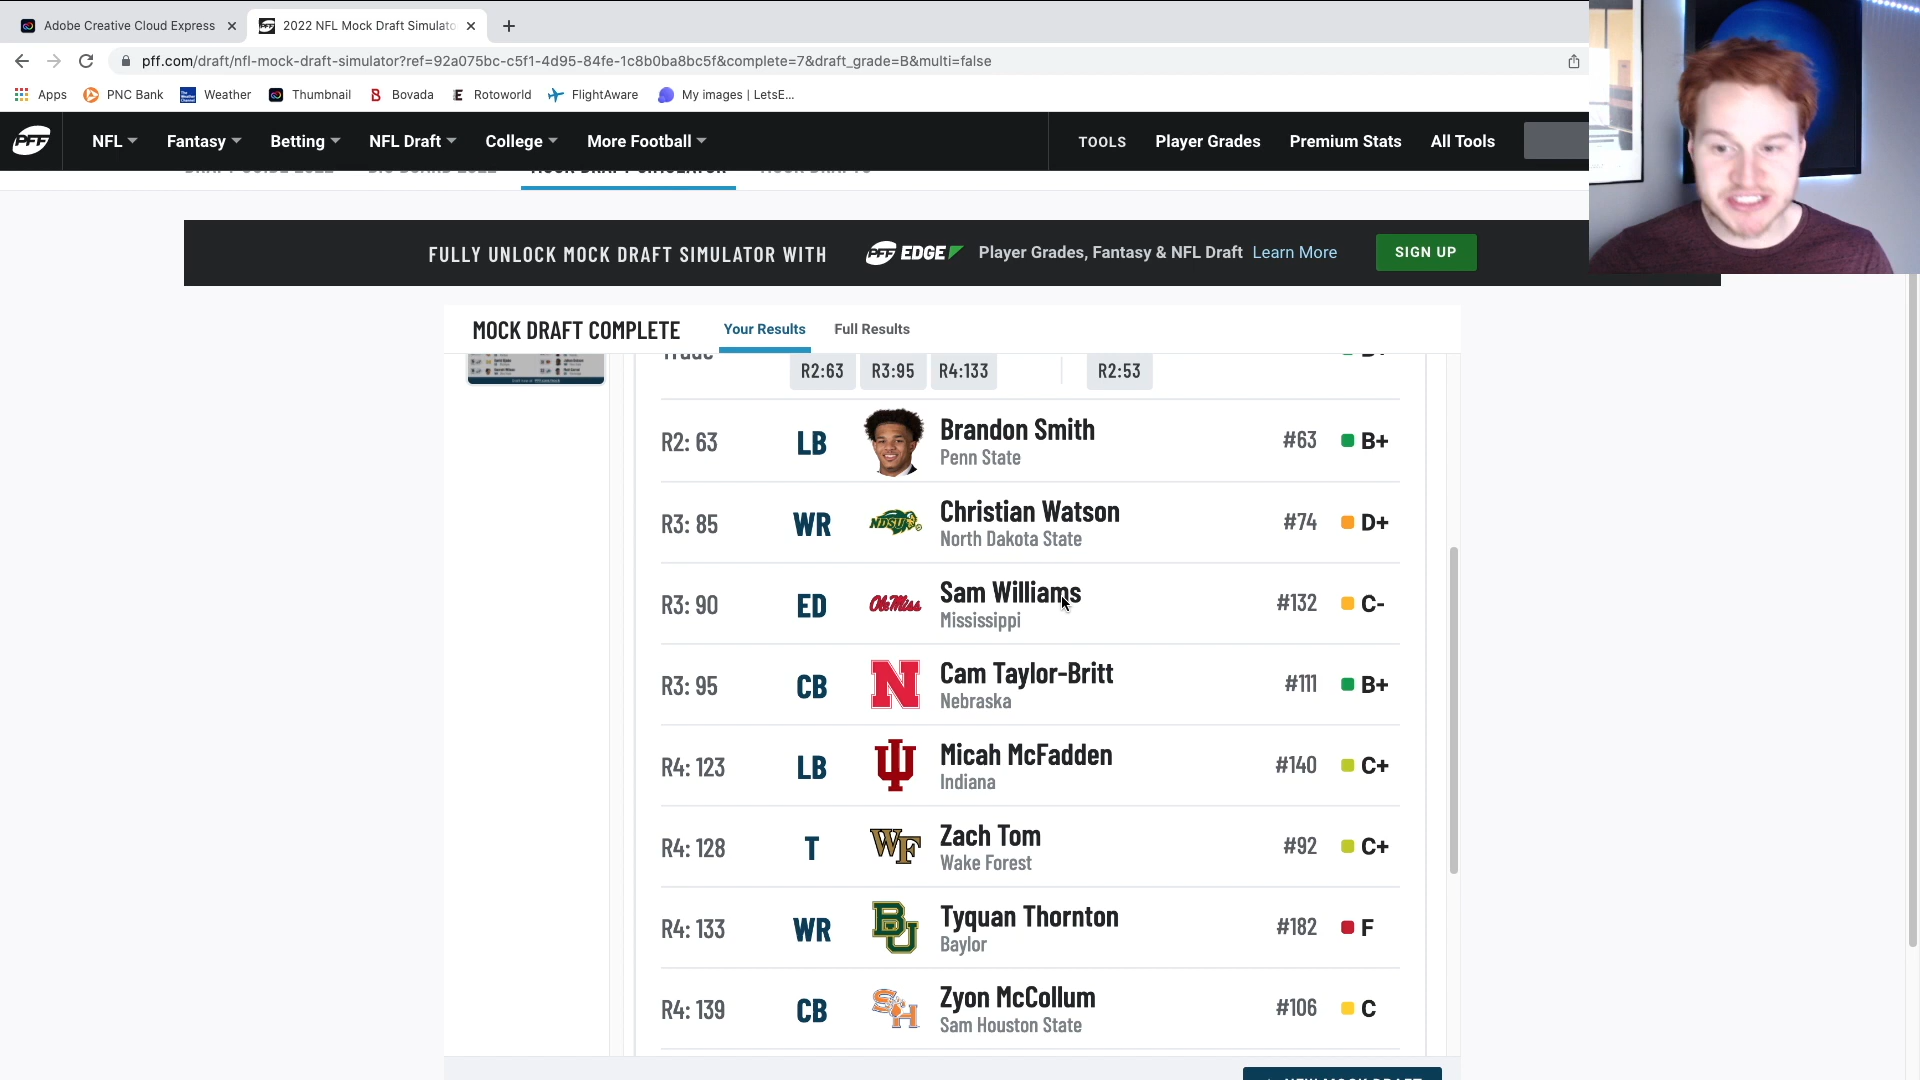 Adobe Creative Cloud Express
2022 NFL Mock Draft Simulato
pff.com/draft/nfl-mock-draft-simulator?ref=92a075bc-c5f1-4d95-84fe-1c8b0ba8bc5f&complete=7&draft_grade=B&multi=false
Apps PNC Bank Weather Thumbnail Bovada Rotoworld FlightAware My images | LetsE...
PFF NFL Fantasy Betting NFL Draft College More Football TOOLS Player Grades Premium Stats All Tools
FULLY UNLOCK MOCK DRAFT SIMULATOR WITH PFF EDGE Player Grades, Fantasy & NFL Draft Learn More SIGN UP
MOCK DRAFT COMPLETE Your Results Full Results
R2:63 R3:95 R4:133 R2:53
R2: 63 LB Brandon Smith #63 B+
Penn State
R3: 85 WR NDSU Christian Watson #74 D+
North Dakota State
R3: 90 ED Ole Miss Sam Williams #132 C-
Mississippi
R3: 95 CB N Cam Taylor-Britt #111 B+
Nebraska
R4: 123 LB Micah McFadden #140 C+
Indiana
R4: 128 T WF Zach Tom #92 C+
Wake Forest
R4: 133 WR BU Tyquan Thornton #182 F
Baylor
R4: 139 CB SH Zyon McCollum #106 C
Sam Houston State